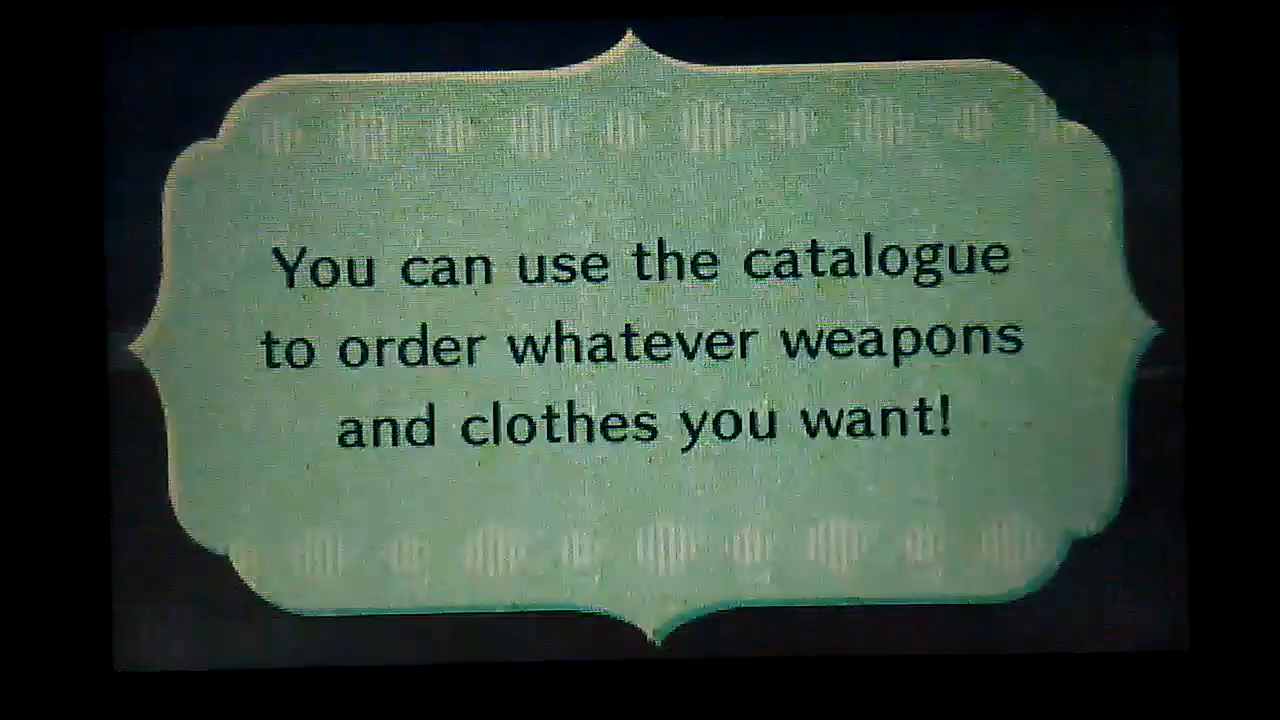 You can use the catalogue
to order whatever weapons
and clothes you want!